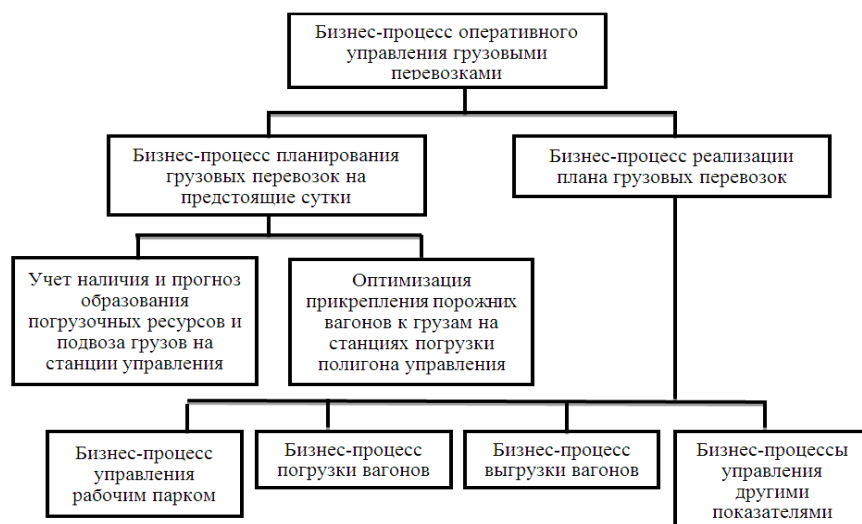 Бизнес-процесс оперативного
управления грузовыми
перевозками
Бизнес-процесс планирования
грузовых перевозок на
предстоящие сутки
Бизнес-процесс реализации
плана грузовых перевозок
Учет наличия и прогноз
образования
погрузочных ресурсов и
подвоза грузов на
станции управления
Оптимизация
прикрепления порожних
вагонов к грузам на
станциях погрузки
полигона управления
Бизнес-процесс
управления
рабочим парком
Бизнес-процесс
погрузки вагонов
Бизнес-процесс
выгрузки вагонов
Бизнес-процессы
управления
другими
показателями